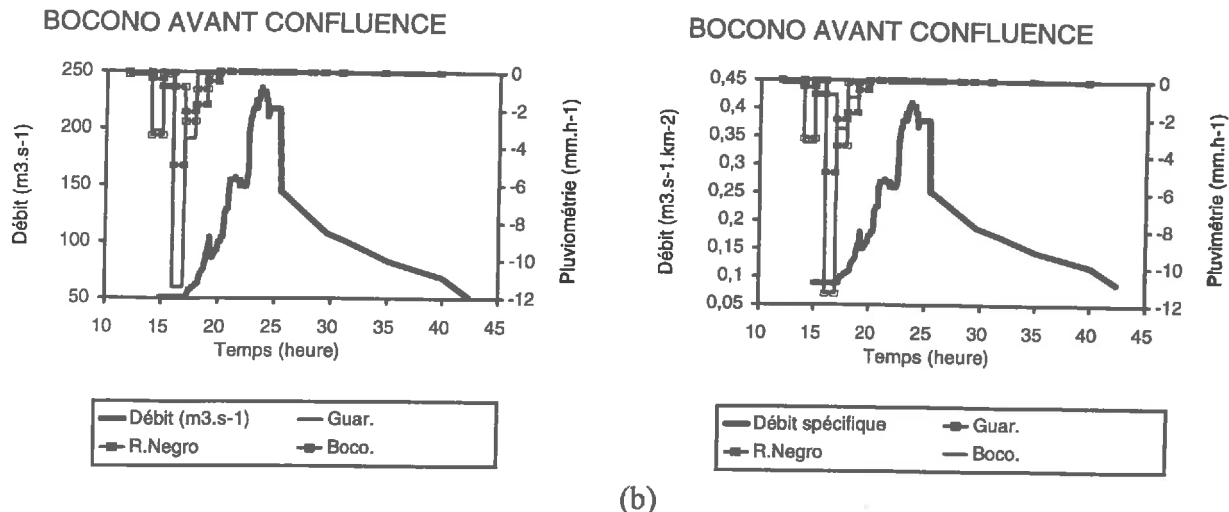 BOCONO AVANT CONFLUENCE
Débit (m3.s-1)
250
200
150
100
50
0
-2
-4
-6
-8
-10
-12
Pluviométrie (mm.h-1)
10 15 20 25 30 35 40 45
Temps (heure)
Débit (m3.s-1) Guar.
R.Negro Boco.
BOCONO AVANT CONFLUENCE
Débit (m3.s-1.km-2)
0,45
0,4
0,35
0,3
0,25
0,2
0,15
0,1
0,05
0
-2
-4
-6
-8
-10
-12
Pluvimétrie (mm.h-1)
10 15 20 25 30 35 40 45
Temps (heure)
Débit spécifique Guar.
R.Negro Boco.
(b)